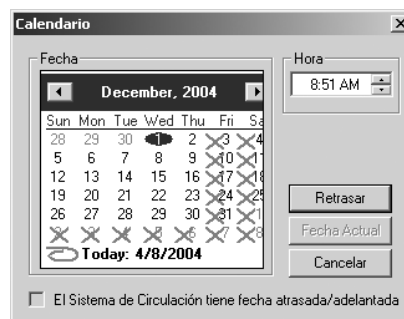 Calendario
Fecha
December, 2004
Sun Mon Tue Wed Thu Fri Sa
28 29 30 1 2 3 4
5 6 7 8 9 10 11
12 13 14 15 16 17 18
19 20 21 22 23 24 25
26 27 28 29 30 31 1
2 3 4 5 6 7 8
Today: 4/8/2004
Hora
8:51 AM
Retrasar
Fecha Actual
Cancelar
El Sistema de Circulación tiene fecha atrasada/adelantada